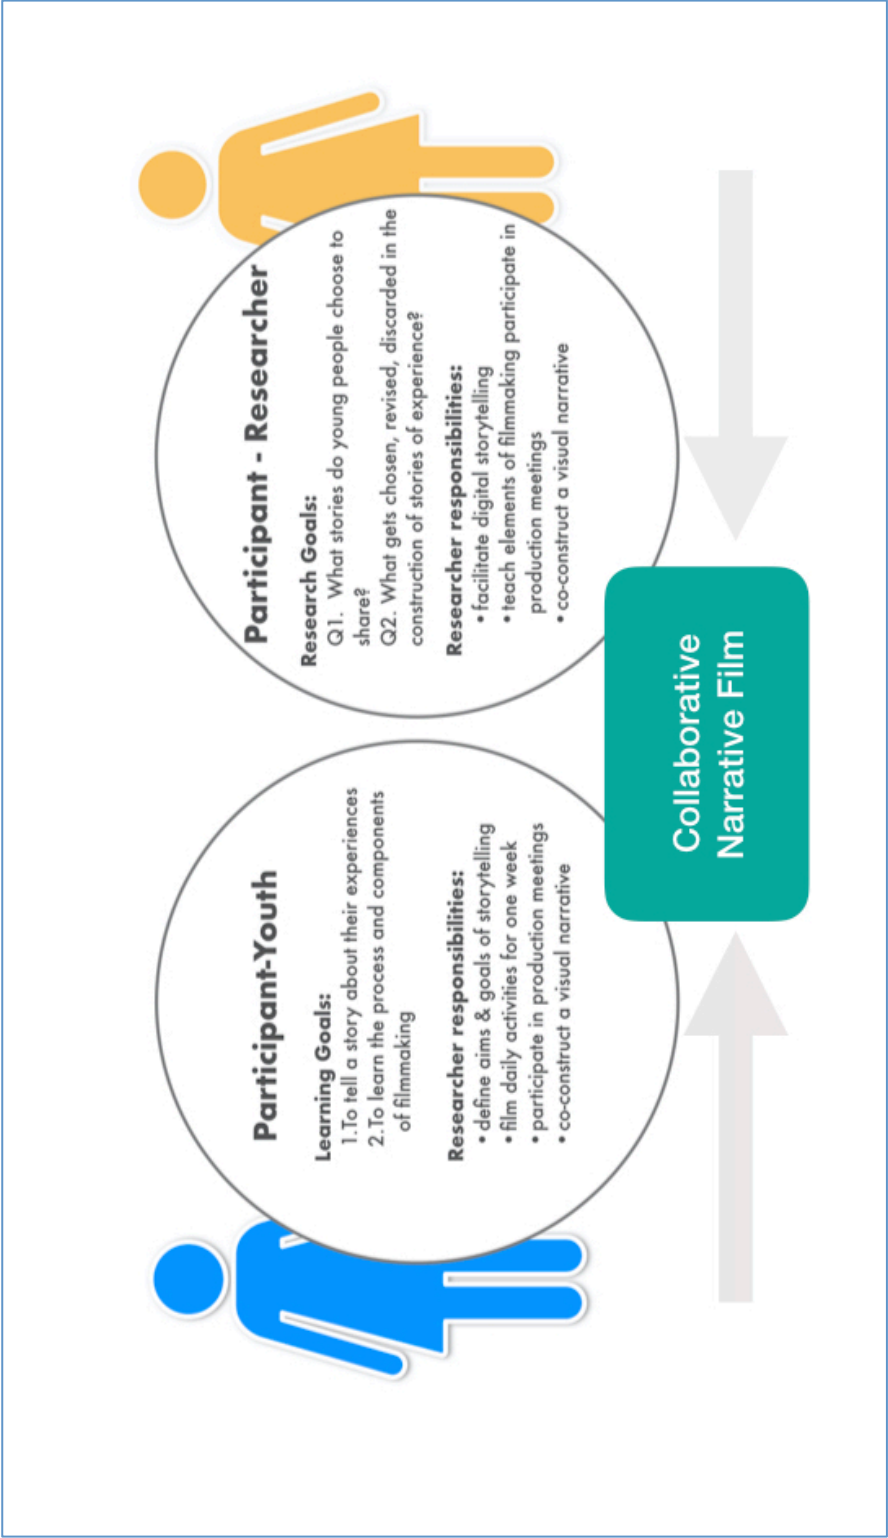 Participant-Youth
Learning Goals:
1.To tell a story about their experiences
2.To learn the process and components
of filmmaking
Researcher responsibilities:
• define aims & goals of storytelling
• film daily activities for one week
• participate in production meetings
• co-construct a visual narrative
Participant - Researcher
Research Goals:
Q1. What stories do young people choose to
share?
Q2. What gets chosen, revised, discarded in the
construction of stories of experience?
Researcher responsibilities:
• facilitate digital storytelling
• teach elements of filmmaking participate in
production meetings
• co-construct a visual narrative
Collaborative
Narrative Film